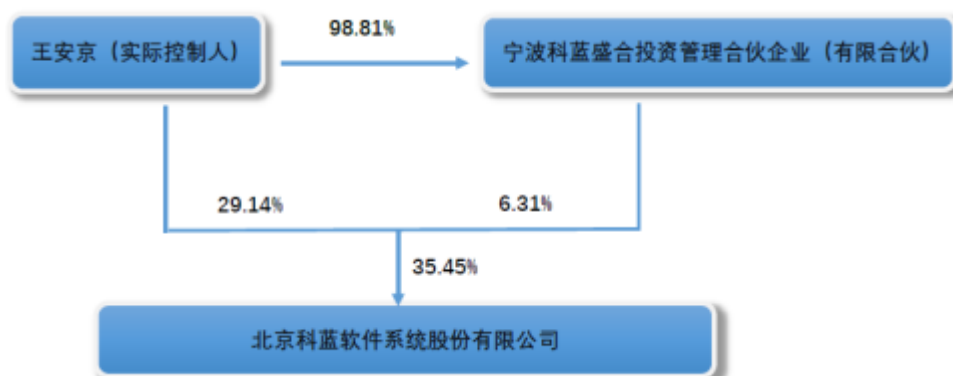 98.81%
王安京（实际控制人）
宁波科蓝盛合投资管理合伙企业（有限合伙）
29.14%
6.31%
35.45%
北京科蓝软件系统股份有限公司